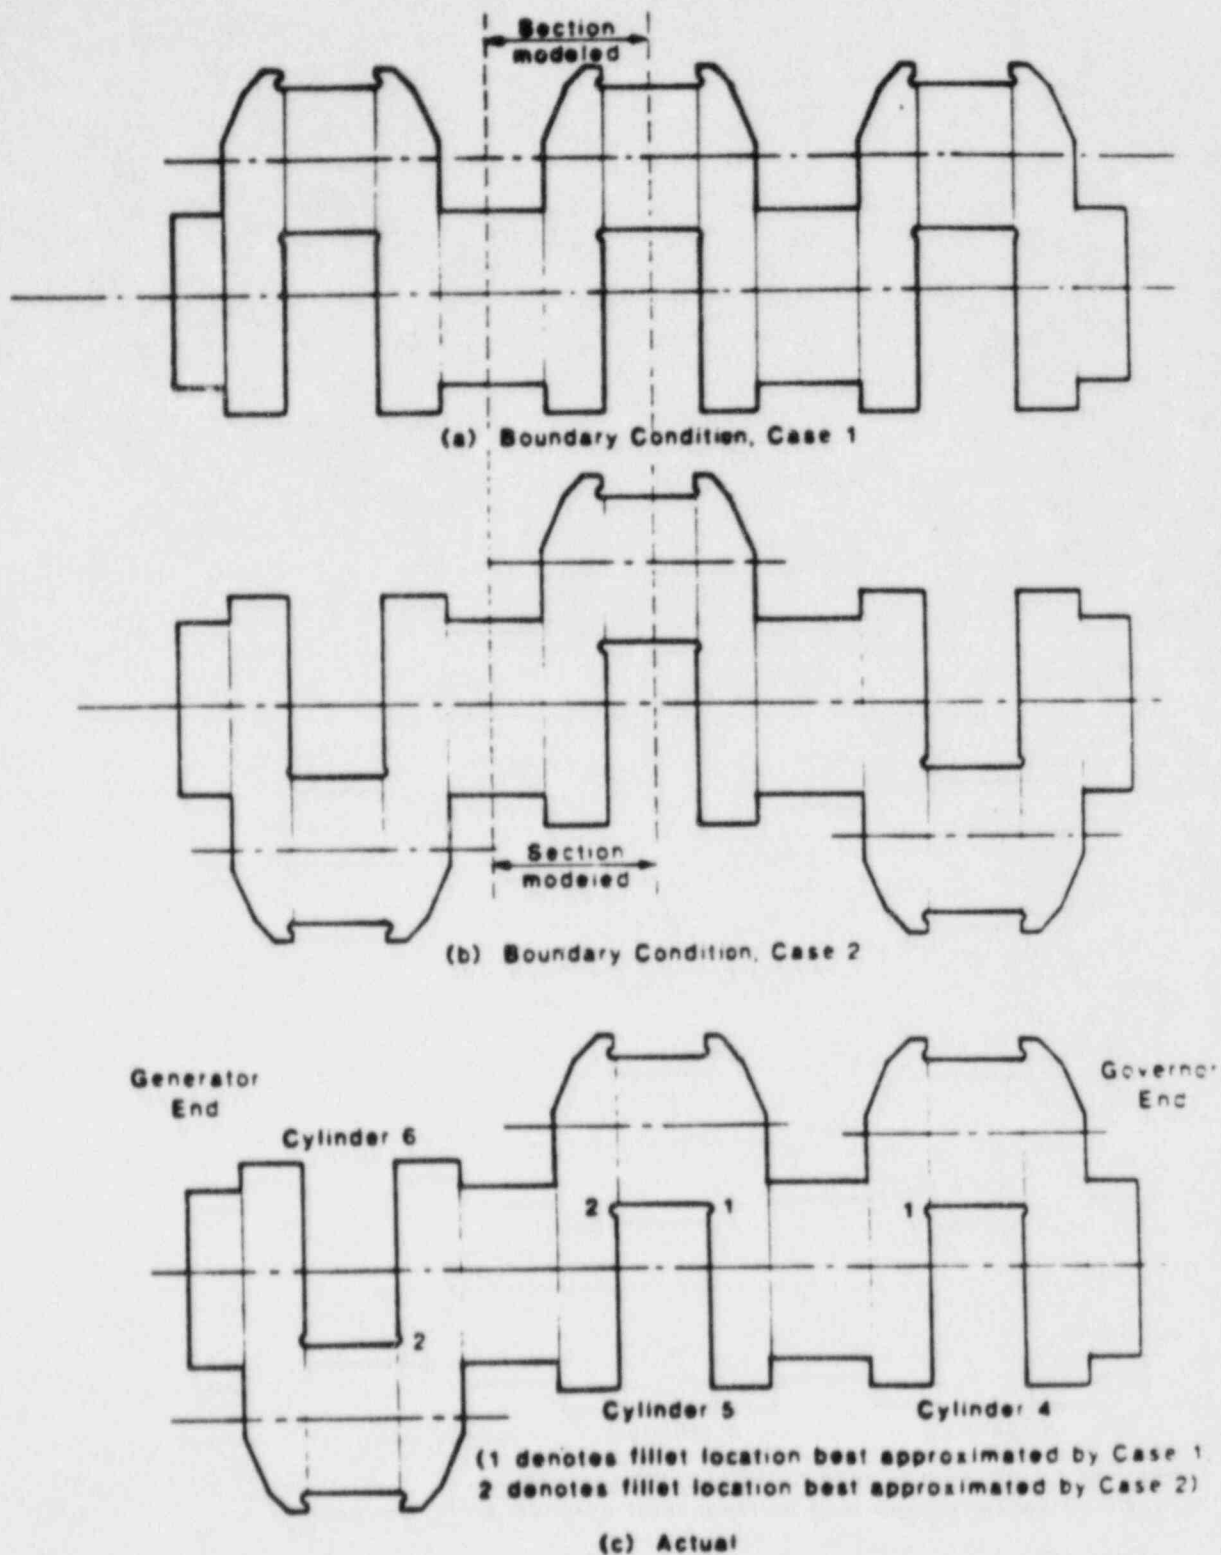 Section
modeled
(a) Boundary Condition, Case 1
Section
modeled
(b) Boundary Condition, Case 2
Generator
End
Governor
End
Cylinder 6
2
1
1
2
Cylinder 5
Cylinder 4
(1 denotes fillet location best approximated by Case 1
2 denotes fillet location best approximated by Case 2)
(c) Actual